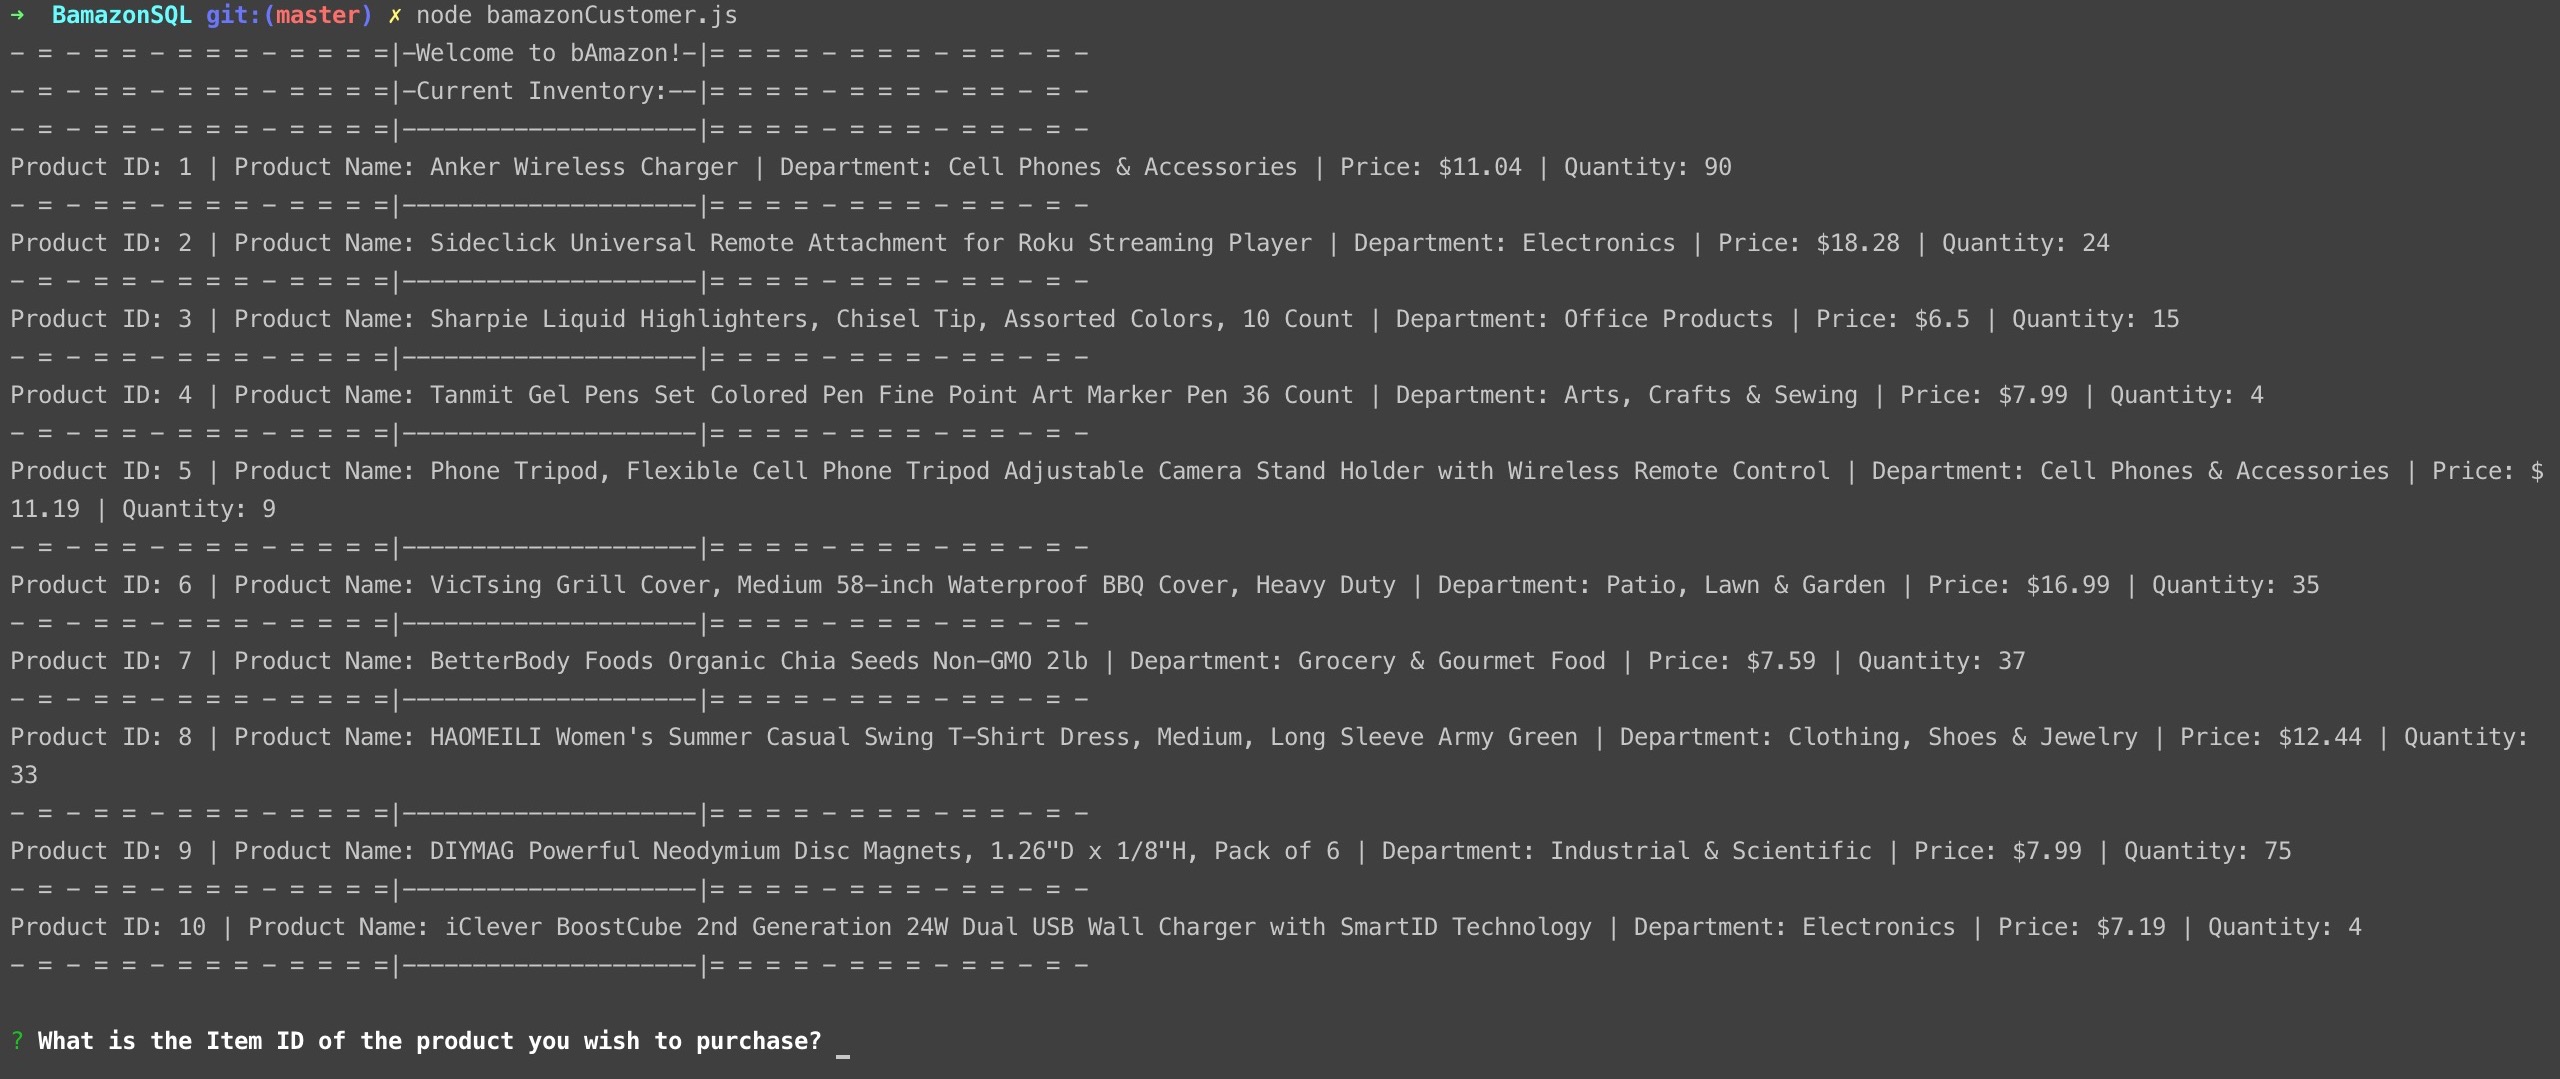 ➜  BamazonSQL git:(master) ✗ node bamazonCustomer.js
- = - = = - = = = - = = = =|-Welcome to bAmazon!-|= = = = - = = = - = = - = -
- = - = = - = = = - = = = =|-Current Inventory:--|= = = = - = = = - = = - = -
- = - = = - = = = - = = = =|---------------------|= = = = - = = = - = = - = -
Product ID: 1 | Product Name: Anker Wireless Charger | Department: Cell Phones & Accessories | Price: $11.04 | Quantity: 90
- = - = = - = = = - = = = =|---------------------|= = = = - = = = - = = - = -
Product ID: 2 | Product Name: Sideclick Universal Remote Attachment for Roku Streaming Player | Department: Electronics | Price: $18.28 | Quantity: 24
- = - = = - = = = - = = = =|---------------------|= = = = - = = = - = = - = -
Product ID: 3 | Product Name: Sharpie Liquid Highlighters, Chisel Tip, Assorted Colors, 10 Count | Department: Office Products | Price: $6.5 | Quantity: 15
- = - = = - = = = - = = = =|---------------------|= = = = - = = = - = = - = -
Product ID: 4 | Product Name: Tanmit Gel Pens Set Colored Pen Fine Point Art Marker Pen 36 Count | Department: Arts, Crafts & Sewing | Price: $7.99 | Quantity: 4
- = - = = - = = = - = = = =|---------------------|= = = = - = = = - = = - = -
Product ID: 5 | Product Name: Phone Tripod, Flexible Cell Phone Tripod Adjustable Camera Stand Holder with Wireless Remote Control | Department: Cell Phones & Accessories | Price: $
11.19 | Quantity: 9
- = - = = - = = = - = = = =|---------------------|= = = = - = = = - = = - = -
Product ID: 6 | Product Name: VicTsing Grill Cover, Medium 58-inch Waterproof BBQ Cover, Heavy Duty | Department: Patio, Lawn & Garden | Price: $16.99 | Quantity: 35
- = - = = - = = = - = = = =|---------------------|= = = = - = = = - = = - = -
Product ID: 7 | Product Name: BetterBody Foods Organic Chia Seeds Non-GMO 2lb | Department: Grocery & Gourmet Food | Price: $7.59 | Quantity: 37
- = - = = - = = = - = = = =|---------------------|= = = = - = = = - = = - = -
Product ID: 8 | Product Name: HAOMEILI Women's Summer Casual Swing T-Shirt Dress, Medium, Long Sleeve Army Green | Department: Clothing, Shoes & Jewelry | Price: $12.44 | Quantity:
33
- = - = = - = = = - = = = =|---------------------|= = = = - = = = - = = - = -
Product ID: 9 | Product Name: DIYMAG Powerful Neodymium Disc Magnets, 1.26"D x 1/8"H, Pack of 6 | Department: Industrial & Scientific | Price: $7.99 | Quantity: 75
- = - = = - = = = - = = = =|---------------------|= = = = - = = = - = = - = -
Product ID: 10 | Product Name: iClever BoostCube 2nd Generation 24W Dual USB Wall Charger with SmartID Technology | Department: Electronics | Price: $7.19 | Quantity: 4
- = - = = - = = = - = = = =|---------------------|= = = = - = = = - = = - = -
? What is the Item ID of the product you wish to purchase? _